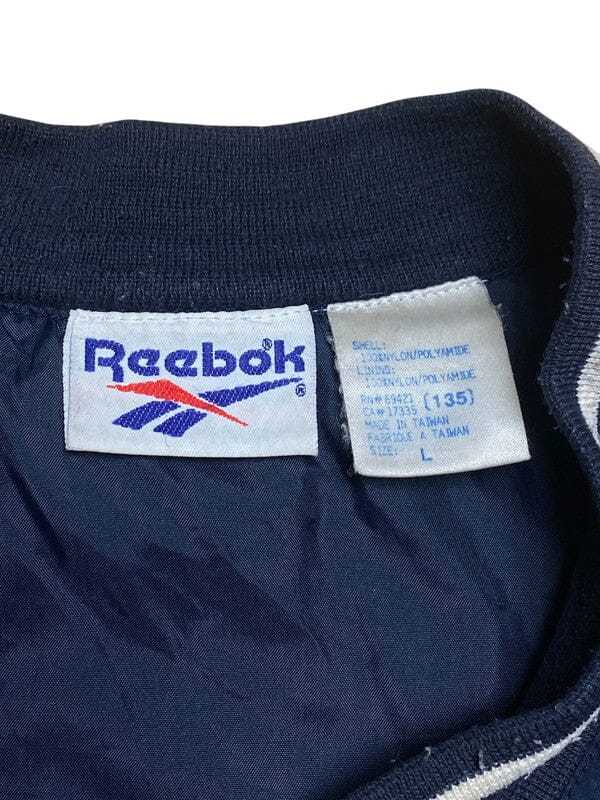 Reebok®
®
SHELL:
100%NYLON/POLYAMIDE
LINING:
100%NYLON/POLYAMIDE
RN# 69421 (135)
CA# 17335
MADE IN TAIWAN
FABRIQUE A TAIWAN
SIZE: L